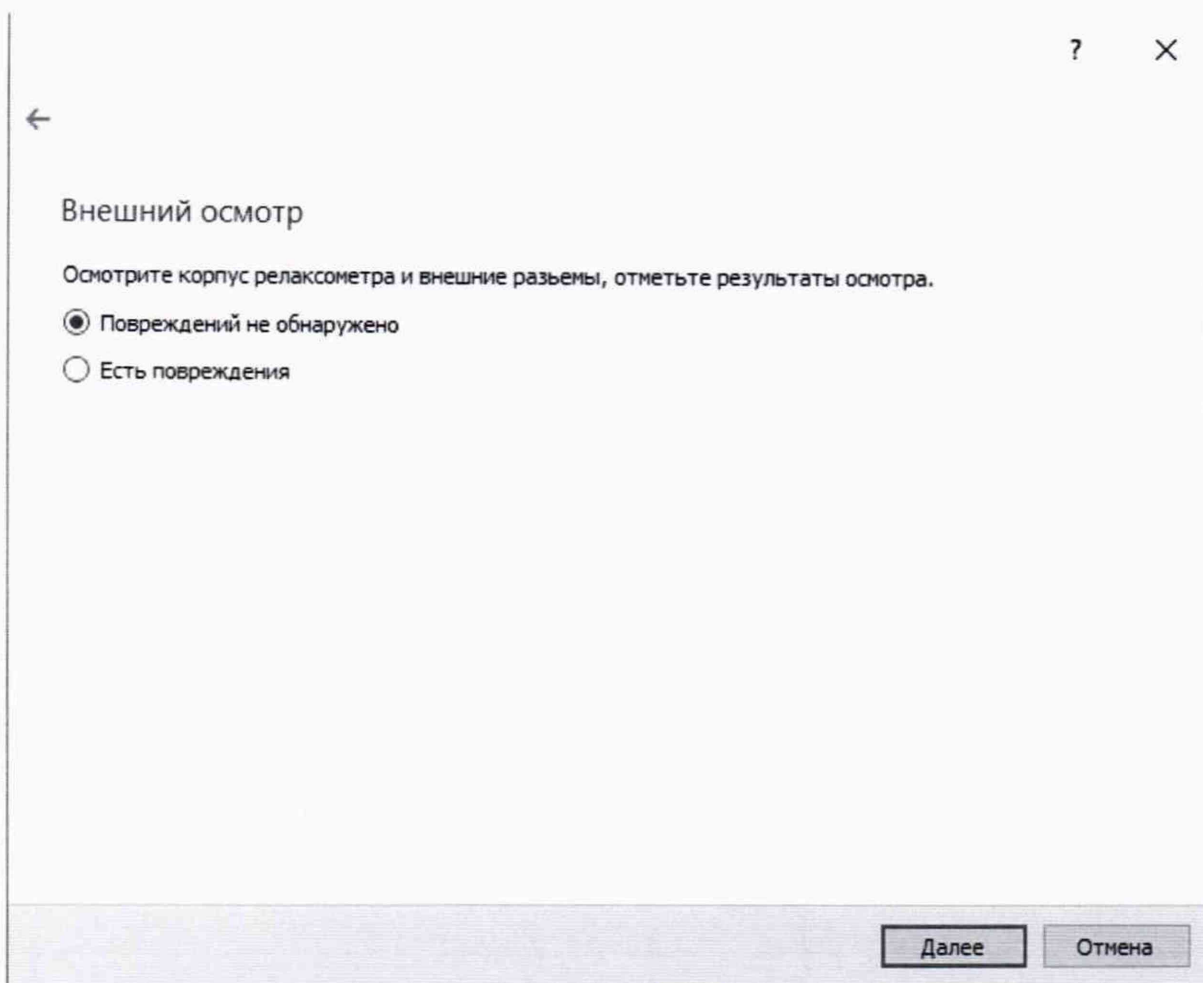 ?
Внешний осмотр
Осмотрите корпус релаксометра и внешние разьемы, отметьте результаты осмотра.
Повреждений не обнаружено
Есть повреждения
Далее
Отмена